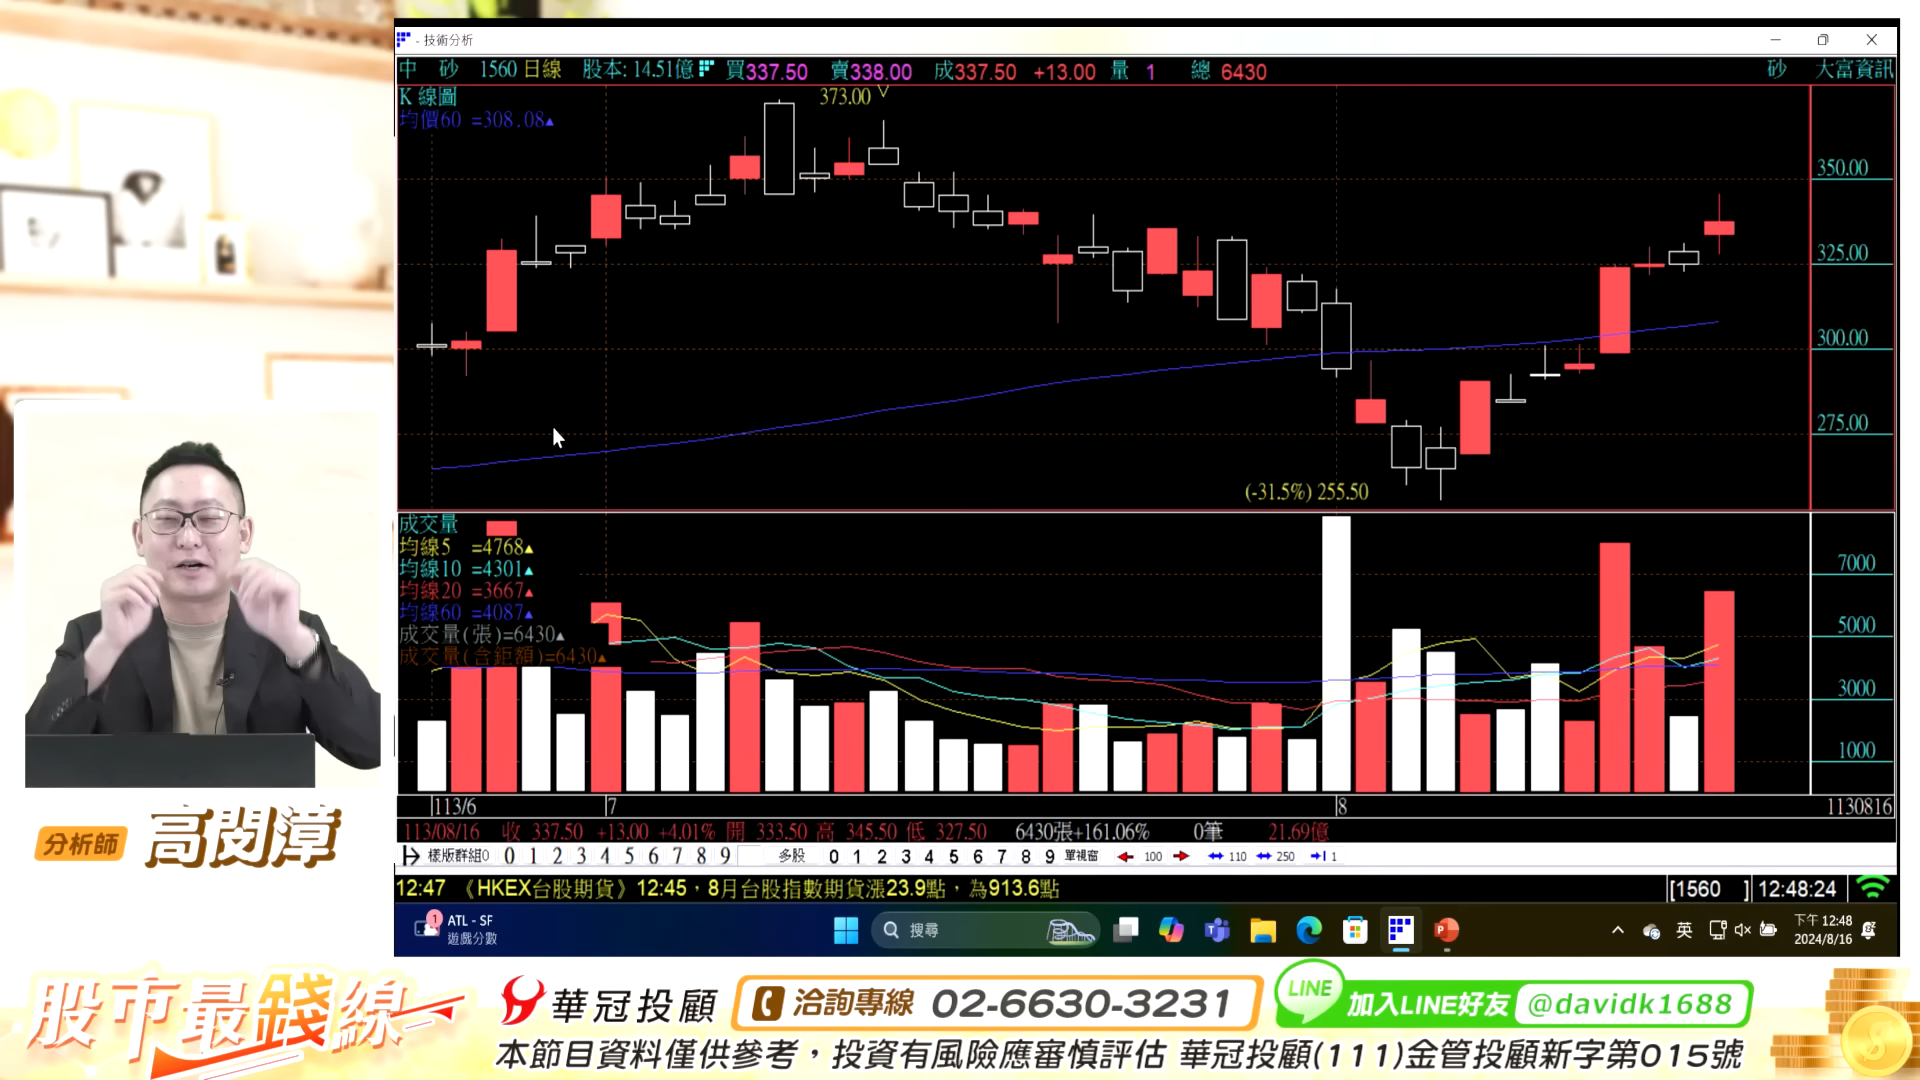 - 技術分析
中 砂 1560 日線 股本: 14.51億 買337.50 賣338.00 成337.50 +13.00 量 1 總 6430 砂 大富資訊
K 線圖
均價60 =308.08▲
373.00
350.00
325.00
300.00
275.00
(-31.5%) 255.50
成交量
均線5 =4768▲
均線10 =4301▲
均線20 =3667▲
均線60 =4087▲
成交量(張)=6430▲
成交量(含鉅額)=6430▲
7000
5000
3000
1000
113/6 7 8 1130816
113/08/16 收 337.50 +13.00 +4.01% 開 333.50 高 345.50 低 327.50 6430張+161.06% 0筆 21.69億
樣版群組0 0 1 2 3 4 5 6 7 8 9 多股 0 1 2 3 4 5 6 7 8 9 單視窗 100 110 250 1
12:47 《HKEX台股期貨》12:45，8月台股指數期貨漲23.9點，為913.6點 [1560 ] 12:48:24
1 ATL - SF
遊戲分數
搜尋
英
下午 12:48
2024/8/16
分析師 高閔漳
股市最錢線
華冠投顧 洽詢專線 02-6630-3231 LINE 加入LINE好友 @davidk1688
本節目資料僅供參考，投資有風險應審慎評估 華冠投顧(111)金管投顧新字第015號